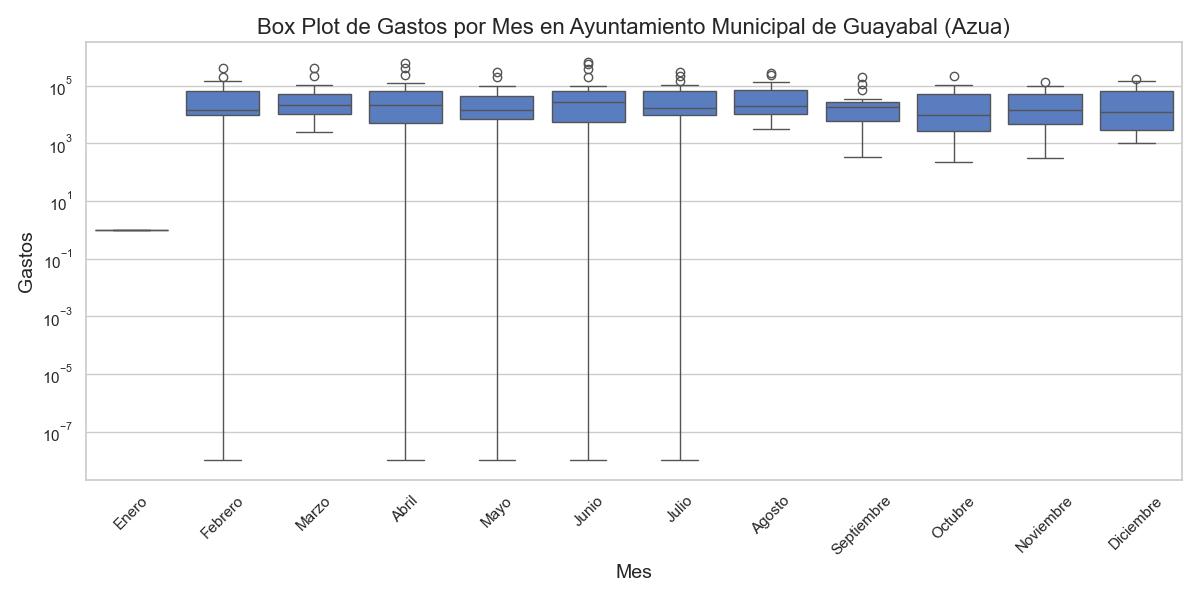 Box Plot de Gastos por Mes en Ayuntamiento Municipal de Guayabal (Azua)
Gastos
10^5
10^3
10^1
10^−1
10^−3
10^−5
10^−7
Enero
Febrero
Marzo
Abril
Mayo
Junio
Julio
Agosto
Septiembre
Octubre
Noviembre
Diciembre
Mes